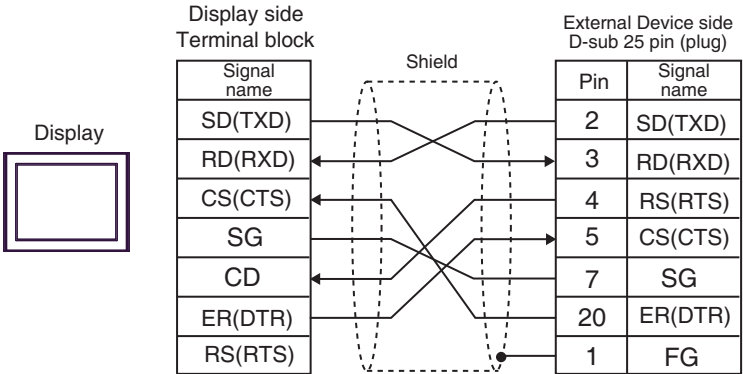 Display side
Terminal block
External Device side
D-sub 25 pin (plug)
Shield
Signal
name
Pin
Signal
name
Display
SD(TXD)
2
SD(TXD)
RD(RXD)
3
RD(RXD)
CS(CTS)
4
RS(RTS)
SG
5
CS(CTS)
CD
7
SG
ER(DTR)
20
ER(DTR)
RS(RTS)
1
FG